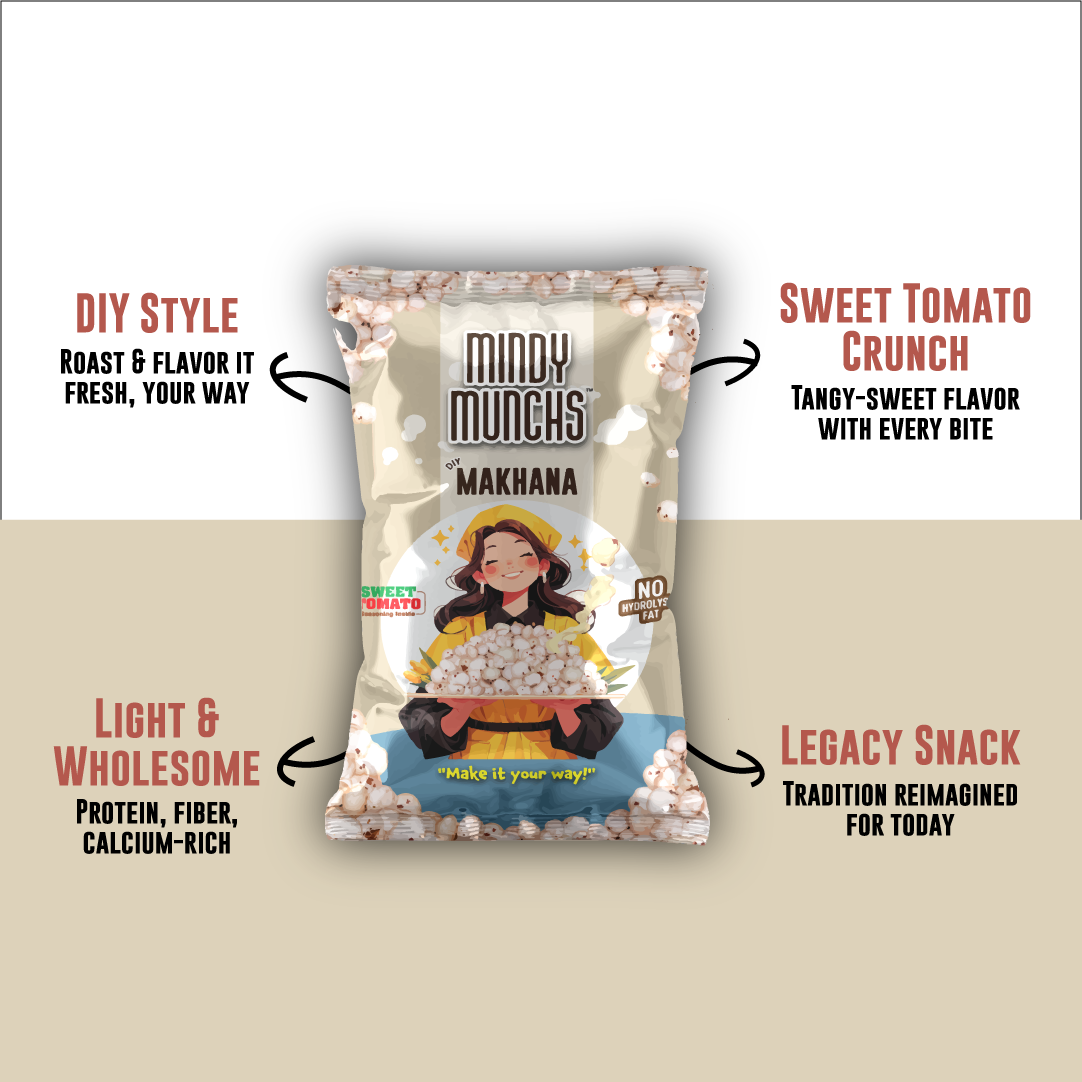 DIY Style
Roast & flavor it
fresh, your way
Sweet Tomato
Crunch
Tangy-sweet flavor
with every bite
MINDY
MUNCHS™
DIY
MAKHANA
SWEET
TOMATO
Seasoning Inside
NO
HYDROLYS
FAT
"Make it your way!"
Light &
Wholesome
Protein, fiber,
calcium-rich
Legacy Snack
Tradition reimagined
for today